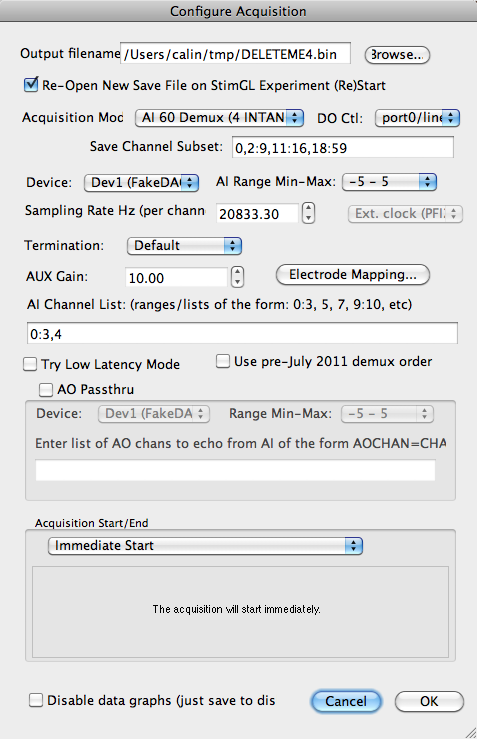 Configure Acquisition
Output filename /Users/calin/tmp/DELETEME4.bin Browse...
Re-Open New Save File on StimGL Experiment (Re)Start
Acquisition Mod AI 60 Demux (4 INTAN DO Ctl: port0/line
Save Channel Subset: 0,2:9,11:16,18:59
Device: Dev1 (FakeDA AI Range Min-Max: -5 - 5
Sampling Rate Hz (per chann 20833.30 Ext. clock (PFI
Termination: Default
AUX Gain: 10.00 Electrode Mapping...
AI Channel List: (ranges/lists of the form: 0:3, 5, 7, 9:10, etc)
0:3,4
Try Low Latency Mode Use pre-July 2011 demux order
AO Passthru
Device: Dev1 (FakeDA Range Min-Max: -5 - 5
Enter list of AO chans to echo from AI of the form AOCHAN=CHA
Acquisition Start/End
Immediate Start
The acquisition will start immediately.
Disable data graphs (just save to dis Cancel OK